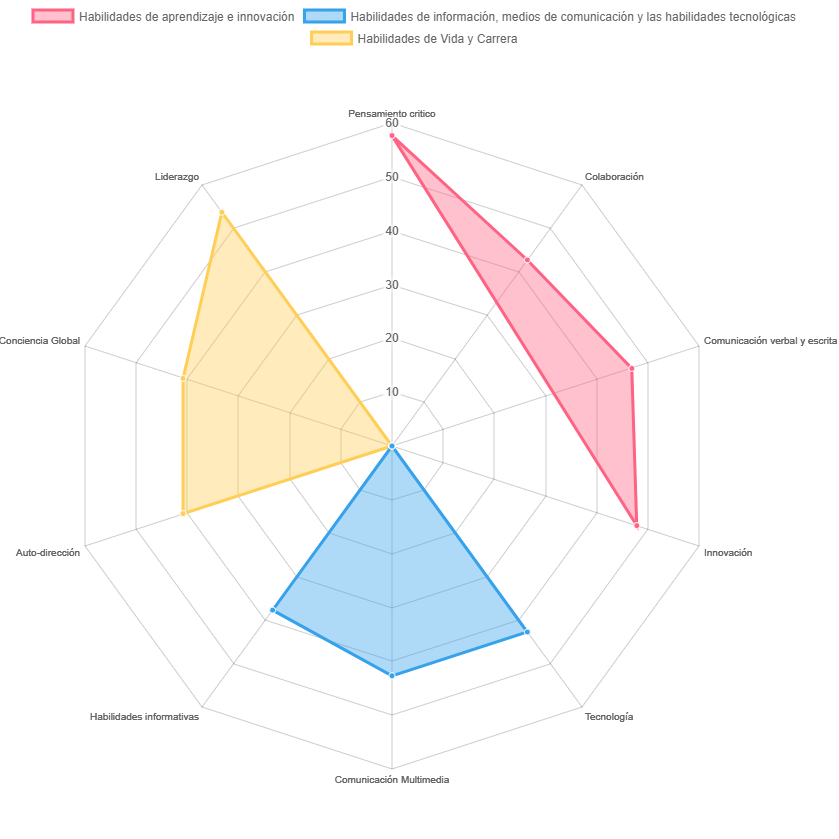 Habilidades de aprendizaje e innovación
Habilidades de información, medios de comunicación y las habilidades tecnológicas
Habilidades de Vida y Carrera
Pensamiento critico
60
Liderazgo
Colaboración
50
40
30
Conciencia Global
Comunicación verbal y escrita
20
10
Auto-dirección
Innovación
Habilidades informativas
Tecnología
Comunicación Multimedia